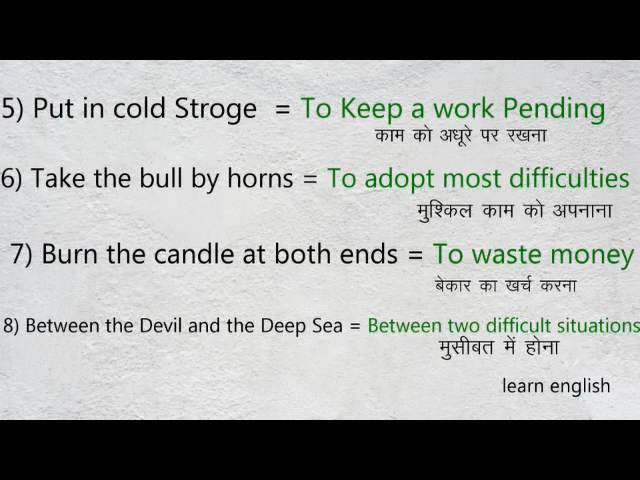 5) Put in cold Stroge = To Keep a work Pending
काम को अधूरे पर रखना
6) Take the bull by horns = To adopt most difficulties
मुश्किल काम को अपनाना
7) Burn the candle at both ends = To waste money
बेकार का खर्च करना
8) Between the Devil and the Deep Sea = Between two difficult situations
मुसीबत में होना
learn english